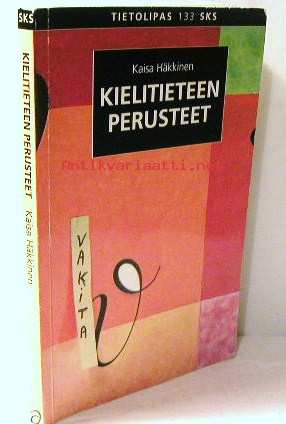 SKS
KIELITIETEEN PERUSTEET
Kaisa Häkkinen
TIETOLIPAS 133 SKS
Kaisa Häkkinen
KIELITIETEEN
PERUSTEET
Antikvariaatti.net
VAKITA